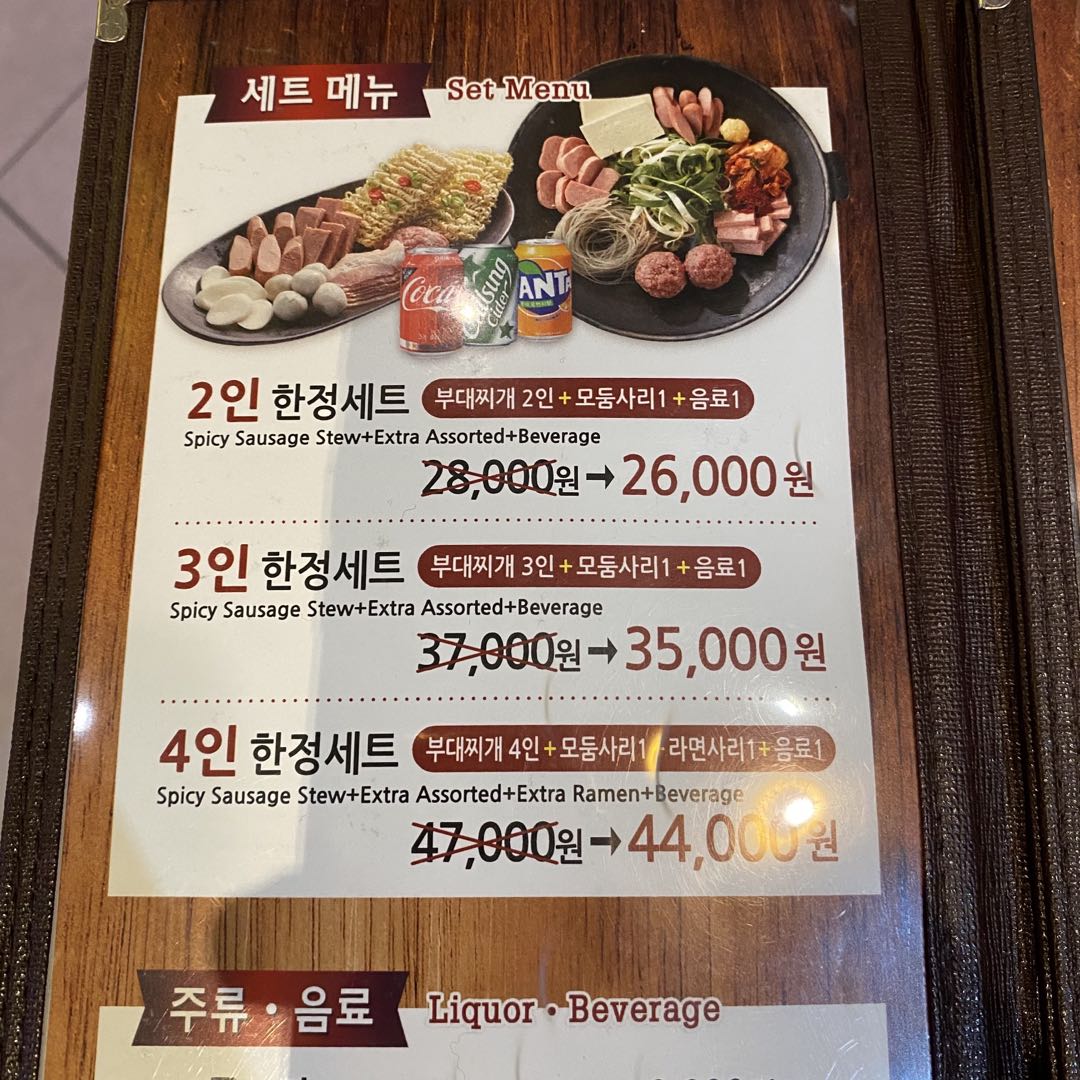 세트 메뉴 Set Menu
Coca
Cider
ANTA
2인 한정세트 부대찌개 2인+모둠사리1+음료1
Spicy Sausage Stew+Extra Assorted+Beverage
28,000원→26,000원
3인 한정세트 부대찌개 3인+모둠사리1+음료1
Spicy Sausage Stew+Extra Assorted+Beverage
37,000원→35,000원
4인 한정세트 부대찌개 4인+모둠사리1+라면사리1+음료1
Spicy Sausage Stew+Extra Assorted+Extra Ramen+Beverage
47,000원→44,000원
주류·음료 Liquor·Beverage